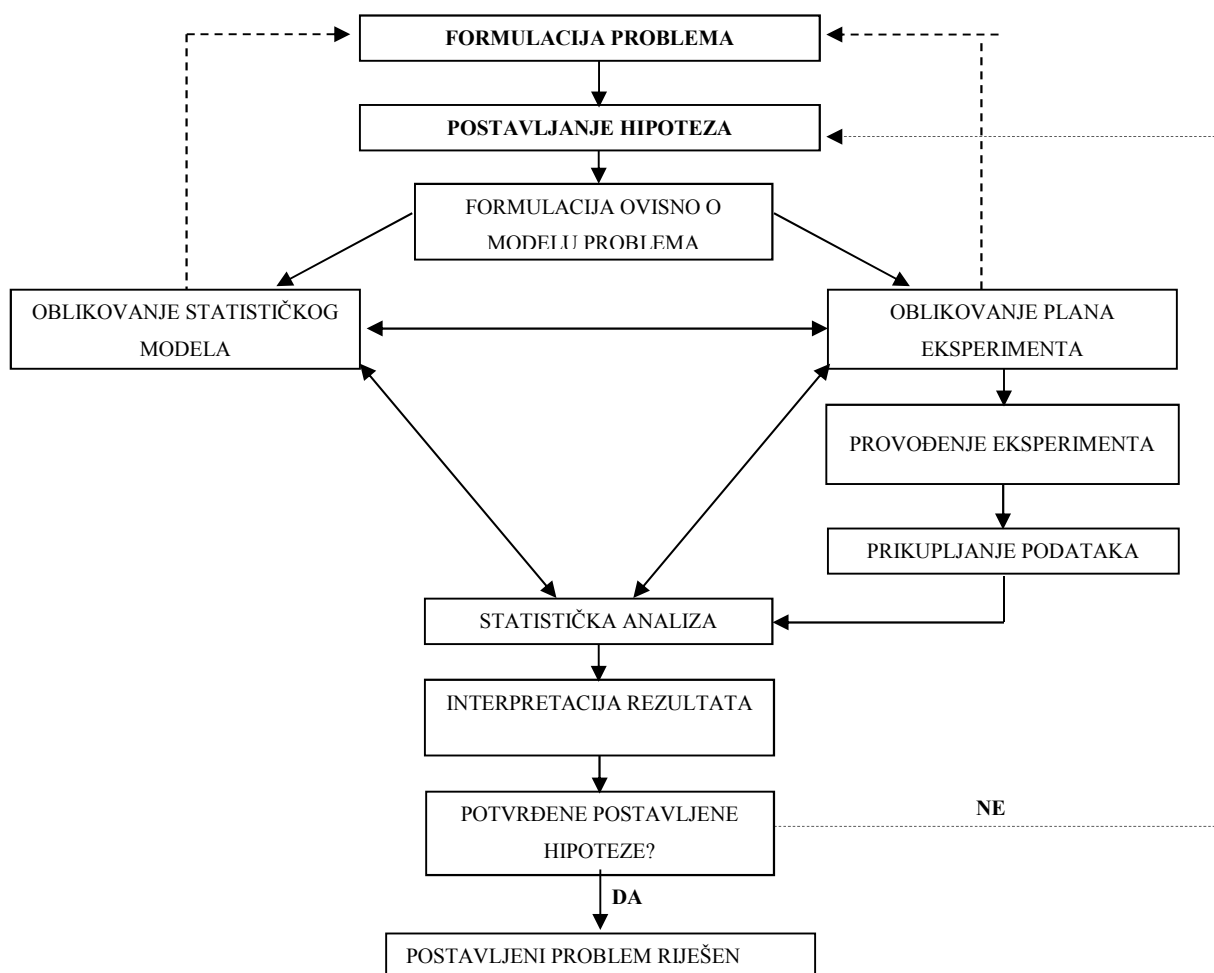 FORMULACIJA PROBLEMA
POSTAVLJANJE HIPOTEZA
FORMULACIJA OVISNO O
MODELU PROBLEMA
OBLIKOVANJE STATISTIČKOG
MODELA
OBLIKOVANJE PLANA
EKSPERIMENTA
PROVOĐENJE EKSPERIMENTA
PRIKUPLJANJE PODATAKA
STATISTIČKA ANALIZA
INTERPRETACIJA REZULTATA
POTVRĐENE POSTAVLJENE
HIPOTEZE?
NE
DA
POSTAVLJENI PROBLEM RIJEŠEN